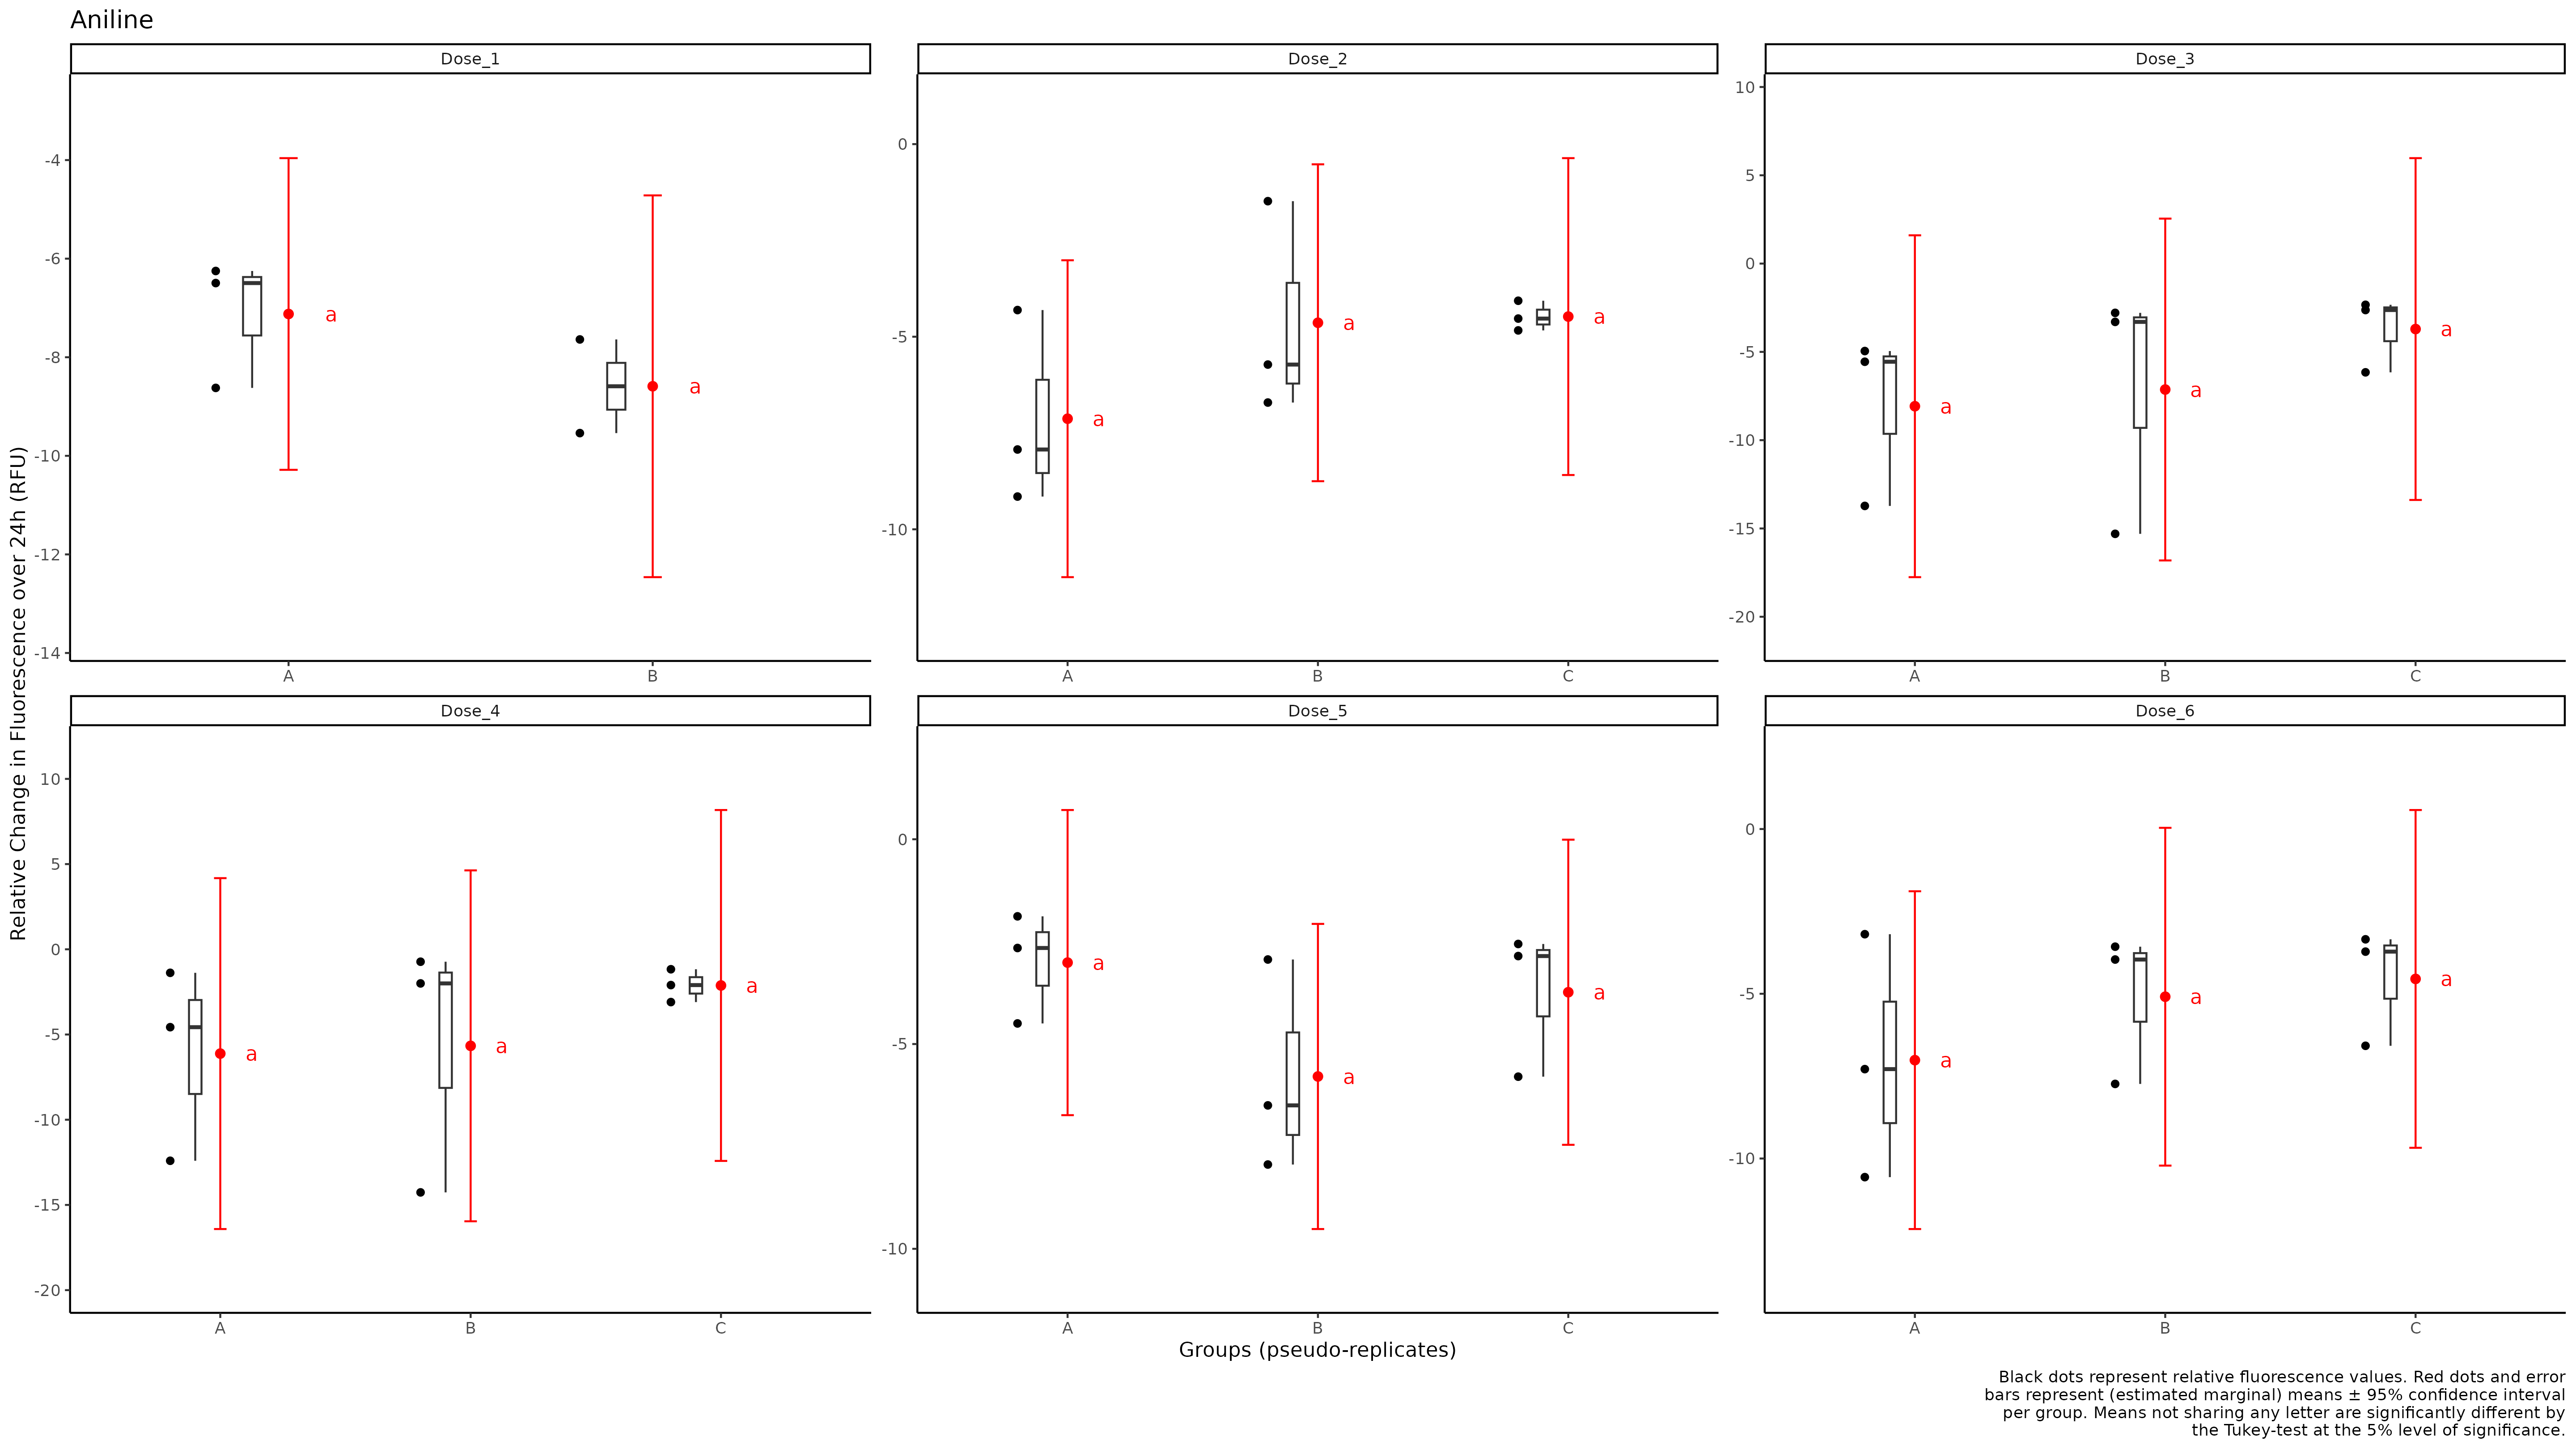 Aniline
Relative Change in Fluorescence over 24h (RFU)
Dose_1
-4
-6
-8
-10
-12
-14
a
a
A
B
Dose_2
0
-5
-10
a
a
a
A
B
C
Dose_3
10
5
0
-5
-10
-15
-20
a
a
a
A
B
C
Dose_4
10
5
0
-5
-10
-15
-20
a
a
a
A
B
C
Dose_5
0
-5
-10
a
a
a
A
B
C
Dose_6
0
-5
-10
a
a
a
A
B
C
Groups (pseudo-replicates)
Black dots represent relative fluorescence values. Red dots and error
bars represent (estimated marginal) means ± 95% confidence interval
per group. Means not sharing any letter are significantly different by
the Tukey-test at the 5% level of significance.